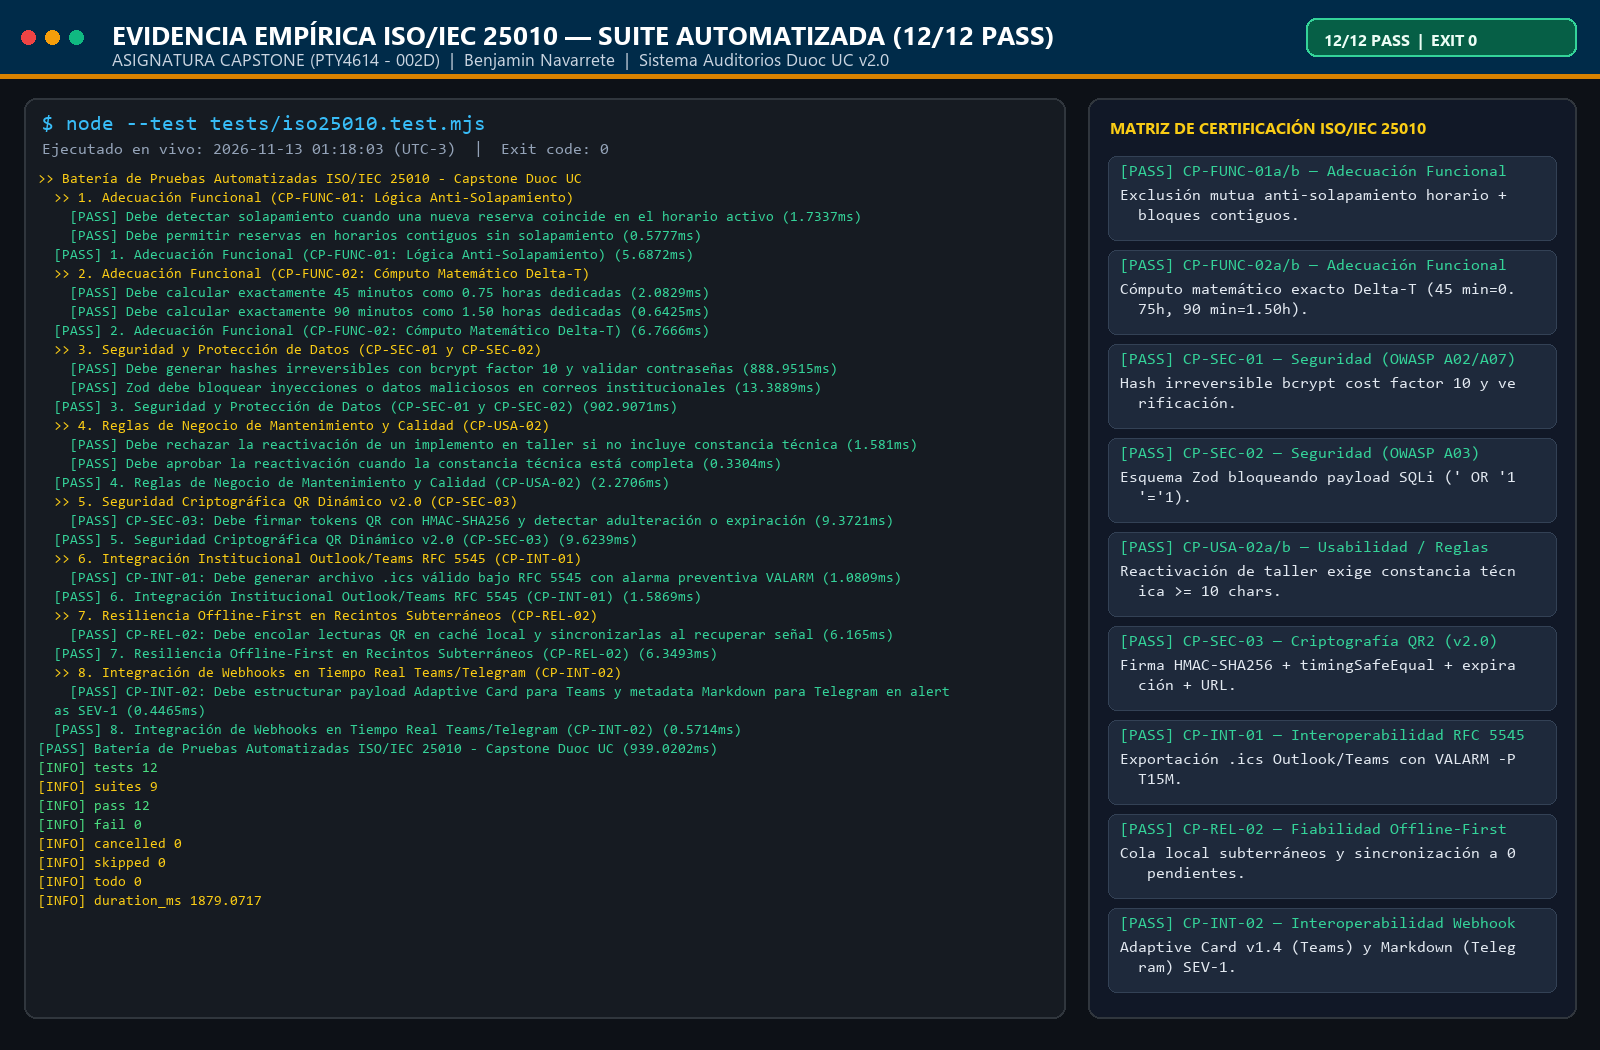 EVIDENCIA EMPÍRICA ISO/IEC 25010 — SUITE AUTOMATIZADA (12/12 PASS)
ASIGNATURA CAPSTONE (PTY4614 - 002D) | Benjamin Navarrete | Sistema Auditorios Duoc UC v2.0
12/12 PASS | EXIT 0
$ node --test tests/iso25010.test.mjs
Ejecutado en vivo: 2026-11-13 01:18:03 (UTC-3) | Exit code: 0
>> Batería de Pruebas Automatizadas ISO/IEC 25010 - Capstone Duoc UC
>> 1. Adecuación Funcional (CP-FUNC-01: Lógica Anti-Solapamiento)
[PASS] Debe detectar solapamiento cuando una nueva reserva coincide en el horario activo (1.7337ms)
[PASS] Debe permitir reservas en horarios contiguos sin solapamiento (0.5777ms)
[PASS] 1. Adecuación Funcional (CP-FUNC-01: Lógica Anti-Solapamiento) (5.6872ms)
>> 2. Adecuación Funcional (CP-FUNC-02: Cómputo Matemático Delta-T)
[PASS] Debe calcular exactamente 45 minutos como 0.75 horas dedicadas (2.0829ms)
[PASS] Debe calcular exactamente 90 minutos como 1.50 horas dedicadas (0.6425ms)
[PASS] 2. Adecuación Funcional (CP-FUNC-02: Cómputo Matemático Delta-T) (6.7666ms)
>> 3. Seguridad y Protección de Datos (CP-SEC-01 y CP-SEC-02)
[PASS] Debe generar hashes irreversibles con bcrypt factor 10 y validar contraseñas (888.9515ms)
[PASS] Zod debe bloquear inyecciones o datos maliciosos en correos institucionales (13.3889ms)
[PASS] 3. Seguridad y Protección de Datos (CP-SEC-01 y CP-SEC-02) (902.9071ms)
>> 4. Reglas de Negocio de Mantenimiento y Calidad (CP-USA-02)
[PASS] Debe rechazar la reactivación de un implemento en taller si no incluye constancia técnica (1.581ms)
[PASS] Debe aprobar la reactivación cuando la constancia técnica está completa (0.3304ms)
[PASS] 4. Reglas de Negocio de Mantenimiento y Calidad (CP-USA-02) (2.2706ms)
>> 5. Seguridad Criptográfica QR Dinámico v2.0 (CP-SEC-03)
[PASS] CP-SEC-03: Debe firmar tokens QR con HMAC-SHA256 y detectar adulteración o expiración (9.3721ms)
[PASS] 5. Seguridad Criptográfica QR Dinámico v2.0 (CP-SEC-03) (9.6239ms)
>> 6. Integración Institucional Outlook/Teams RFC 5545 (CP-INT-01)
[PASS] CP-INT-01: Debe generar archivo .ics válido bajo RFC 5545 con alarma preventiva VALARM (1.0809ms)
[PASS] 6. Integración Institucional Outlook/Teams RFC 5545 (CP-INT-01) (1.5869ms)
>> 7. Resiliencia Offline-First en Recintos Subterráneos (CP-REL-02)
[PASS] CP-REL-02: Debe encolar lecturas QR en caché local y sincronizarlas al recuperar señal (6.165ms)
[PASS] 7. Resiliencia Offline-First en Recintos Subterráneos (CP-REL-02) (6.3493ms)
>> 8. Integración de Webhooks en Tiempo Real Teams/Telegram (CP-INT-02)
[PASS] CP-INT-02: Debe estructurar payload Adaptive Card para Teams y metadata Markdown para Telegram en alert
as SEV-1 (0.4465ms)
[PASS] 8. Integración de Webhooks en Tiempo Real Teams/Telegram (CP-INT-02) (0.5714ms)
[PASS] Batería de Pruebas Automatizadas ISO/IEC 25010 - Capstone Duoc UC (939.0202ms)
[INFO] tests 12
[INFO] suites 9
[INFO] pass 12
[INFO] fail 0
[INFO] cancelled 0
[INFO] skipped 0
[INFO] todo 0
[INFO] duration_ms 1879.0717
MATRIZ DE CERTIFICACIÓN ISO/IEC 25010
[PASS] CP-FUNC-01a/b — Adecuación Funcional
Exclusión mutua anti-solapamiento horario +
bloques contiguos.
[PASS] CP-FUNC-02a/b — Adecuación Funcional
Cómputo matemático exacto Delta-T (45 min=0.
75h, 90 min=1.50h).
[PASS] CP-SEC-01 — Seguridad (OWASP A02/A07)
Hash irreversible bcrypt cost factor 10 y ve
rificación.
[PASS] CP-SEC-02 — Seguridad (OWASP A03)
Esquema Zod bloqueando payload SQLi (' OR '1
'='1).
[PASS] CP-USA-02a/b — Usabilidad / Reglas
Reactivación de taller exige constancia técn
ica >= 10 chars.
[PASS] CP-SEC-03 — Criptografía QR2 (v2.0)
Firma HMAC-SHA256 + timingSafeEqual + expira
ción + URL.
[PASS] CP-INT-01 — Interoperabilidad RFC 5545
Exportación .ics Outlook/Teams con VALARM -P
T15M.
[PASS] CP-REL-02 — Fiabilidad Offline-First
Cola local subterráneos y sincronización a 0
pendientes.
[PASS] CP-INT-02 — Interoperabilidad Webhook
Adaptive Card v1.4 (Teams) y Markdown (Teleg
ram) SEV-1.